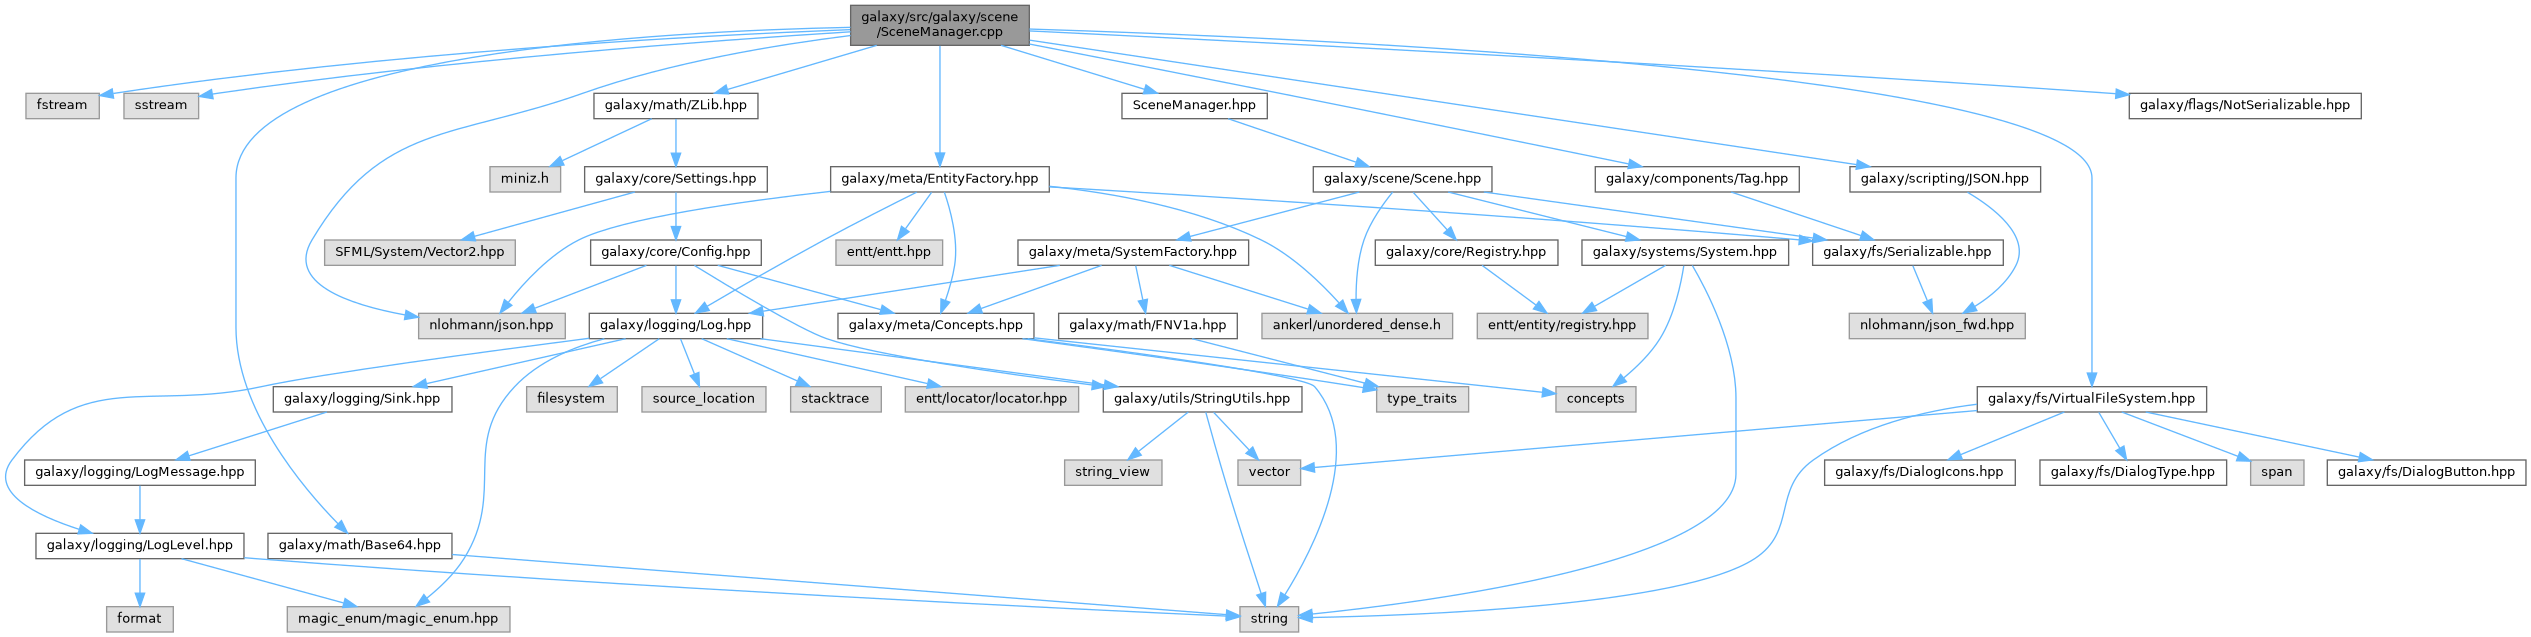 galaxy/src/galaxy/scene
/SceneManager.cpp
fstream
sstream
galaxy/math/ZLib.hpp
SceneManager.hpp
galaxy/flags/NotSerializable.hpp
miniz.h
galaxy/core/Settings.hpp
galaxy/meta/EntityFactory.hpp
galaxy/scene/Scene.hpp
galaxy/components/Tag.hpp
galaxy/scripting/JSON.hpp
SFML/System/Vector2.hpp
galaxy/core/Config.hpp
entt/entt.hpp
galaxy/meta/SystemFactory.hpp
galaxy/core/Registry.hpp
galaxy/systems/System.hpp
galaxy/fs/Serializable.hpp
nlohmann/json.hpp
galaxy/logging/Log.hpp
galaxy/meta/Concepts.hpp
galaxy/math/FNV1a.hpp
ankerl/unordered_dense.h
entt/entity/registry.hpp
nlohmann/json_fwd.hpp
galaxy/logging/Sink.hpp
filesystem
source_location
stacktrace
entt/locator/locator.hpp
galaxy/utils/StringUtils.hpp
type_traits
concepts
galaxy/fs/VirtualFileSystem.hpp
galaxy/logging/LogMessage.hpp
string_view
vector
galaxy/fs/DialogIcons.hpp
galaxy/fs/DialogType.hpp
span
galaxy/fs/DialogButton.hpp
galaxy/logging/LogLevel.hpp
galaxy/math/Base64.hpp
format
magic_enum/magic_enum.hpp
string